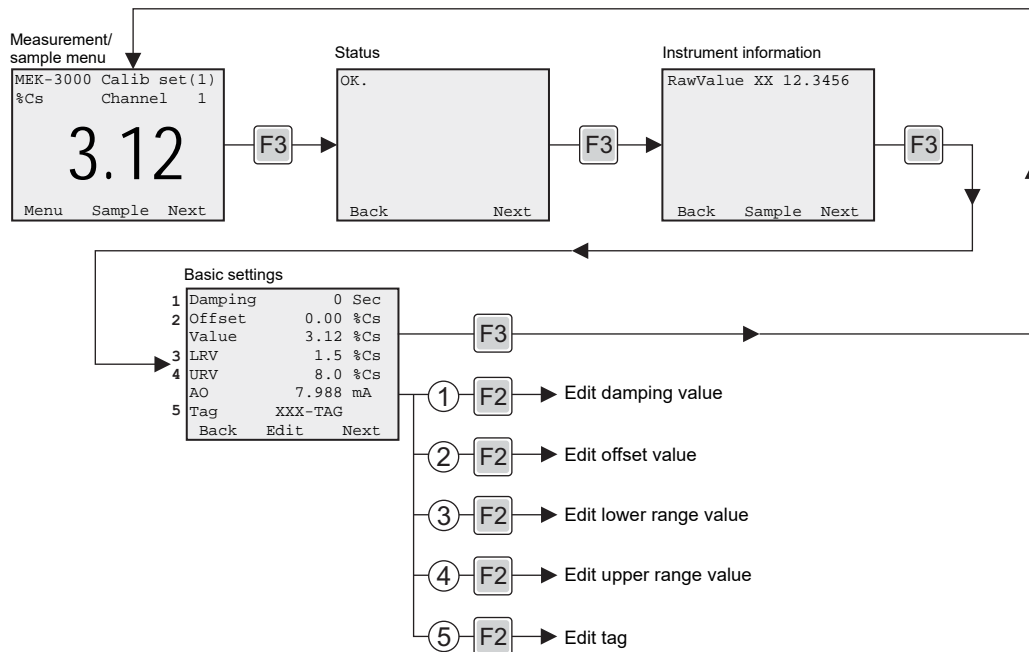 Measurement/
sample menu
MEK-3000 Calib set(1)
%Cs Channel 1
3.12
Menu Sample Next
F3
Status
OK.
Back Next
F3
Instrument information
RawValue XX 12.3456
Back Sample Next
F3
Basic settings
1 Damping 0 Sec
2 Offset 0.00 %Cs
Value 3.12 %Cs
3 LRV 1.5 %Cs
4 URV 8.0 %Cs
AO 7.988 mA
5 Tag XXX-TAG
Back Edit Next
F3
1 F2 Edit damping value
2 F2 Edit offset value
3 F2 Edit lower range value
4 F2 Edit upper range value
5 F2 Edit tag